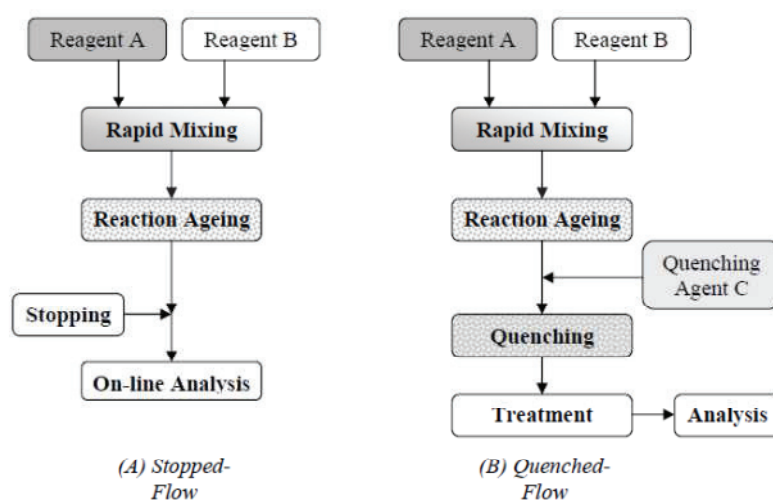 Reagent A
Reagent B
Rapid Mixing
Reaction Ageing
Stopping
On-line Analysis
(A) Stopped-
Flow
Reagent A
Reagent B
Rapid Mixing
Reaction Ageing
Quenching
Agent C
Quenching
Treatment
Analysis
(B) Quenched-
Flow